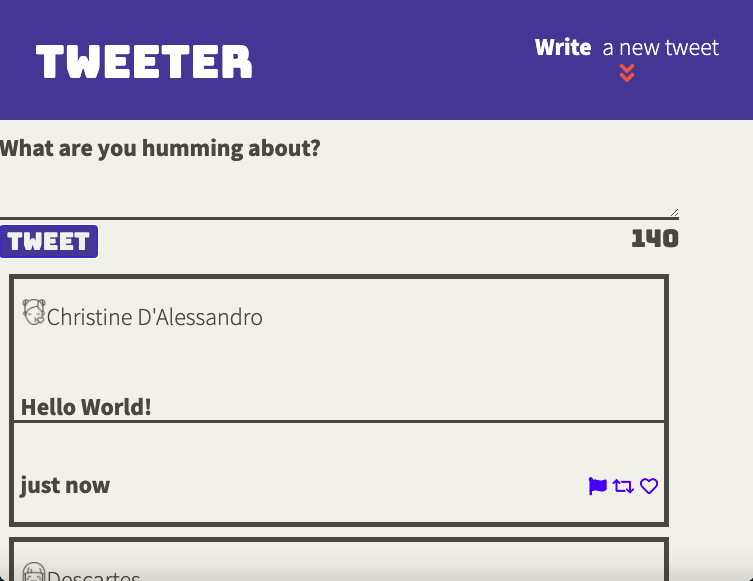 TWEETER
Write a new tweet
What are you humming about?
TWEET
140
Christine D'Alessandro
Hello World!
just now
Descartes